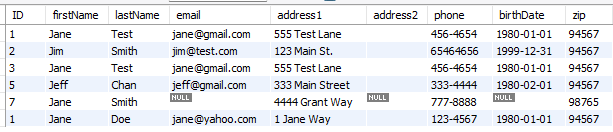 ID firstName lastName email address1 address2 phone birthDate zip
1 Jane Test jane@gmail.com 555 Test Lane 456-4654 1980-01-01 94567
2 Jim Smith jim@test.com 123 Main St. 65464656 1999-12-31 94567
3 Jane Test jane@gmail.com 555 Test Lane 456-4654 1980-01-01 94567
5 Jeff Chan jeff@gmail.com 333 Main Street 333-4444 1980-02-01 94567
7 Jane Smith NULL 4444 Grant Way NULL 777-8888 NULL 98765
1 Jane Doe jane@yahoo.com 1 Jane Way 123-4567 1980-01-01 94567